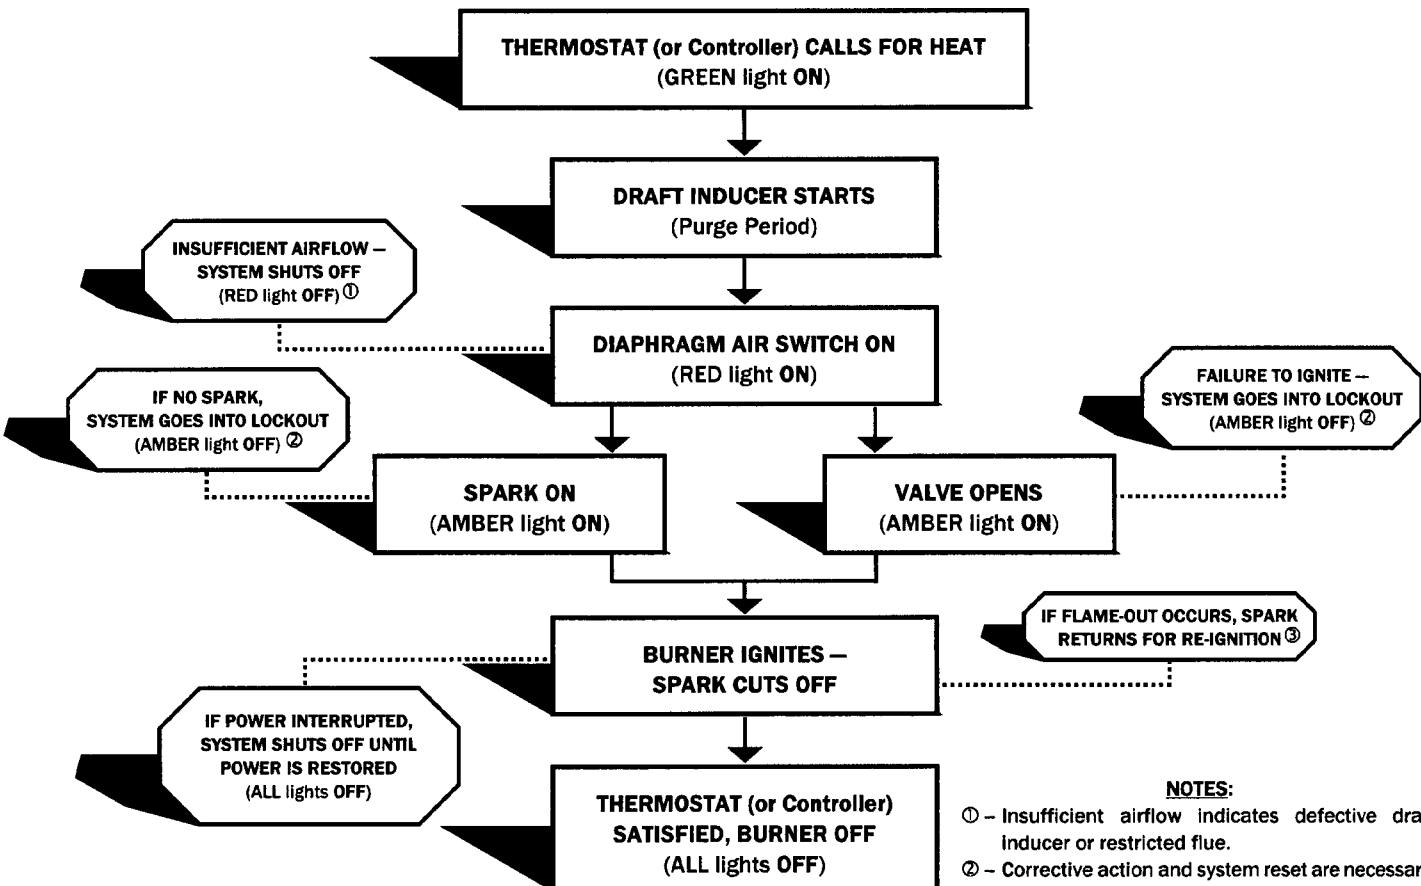 THERMOSTAT (or Controller) CALLS FOR HEAT
(GREEN light ON)
DRAFT INDUCER STARTS
(Purge Period)
INSUFFICIENT AIRFLOW –
SYSTEM SHUTS OFF
(RED light OFF) ①
DIAPHRAGM AIR SWITCH ON
(RED light ON)
IF NO SPARK,
SYSTEM GOES INTO LOCKOUT
(AMBER light OFF) ②
FAILURE TO IGNITE –
SYSTEM GOES INTO LOCKOUT
(AMBER light OFF) ②
SPARK ON
(AMBER light ON)
VALVE OPENS
(AMBER light ON)
IF FLAME-OUT OCCURS, SPARK
RETURNS FOR RE-IGNITION ③
BURNER IGNITES –
SPARK CUTS OFF
IF POWER INTERRUPTED,
SYSTEM SHUTS OFF UNTIL
POWER IS RESTORED
(ALL lights OFF)
THERMOSTAT (or Controller)
SATISFIED, BURNER OFF
(ALL lights OFF)
NOTES:
① – Insufficient airflow indicates defective dra
inducer or restricted flue.
② – Corrective action and system reset are necessar